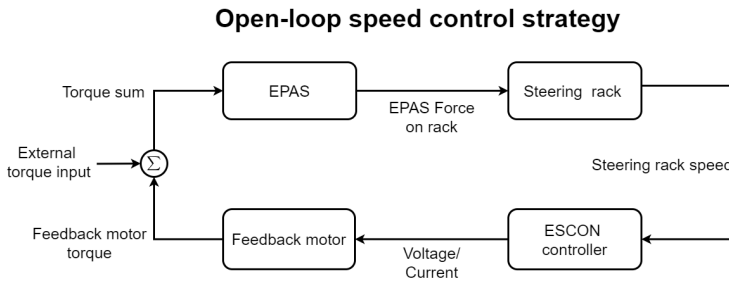 Open-loop speed control strategy
Torque sum
EPAS
EPAS Force
on rack
Steering rack
External
torque input
Σ
Steering rack speed
Feedback motor
torque
Feedback motor
Voltage/
Current
ESCON
controller